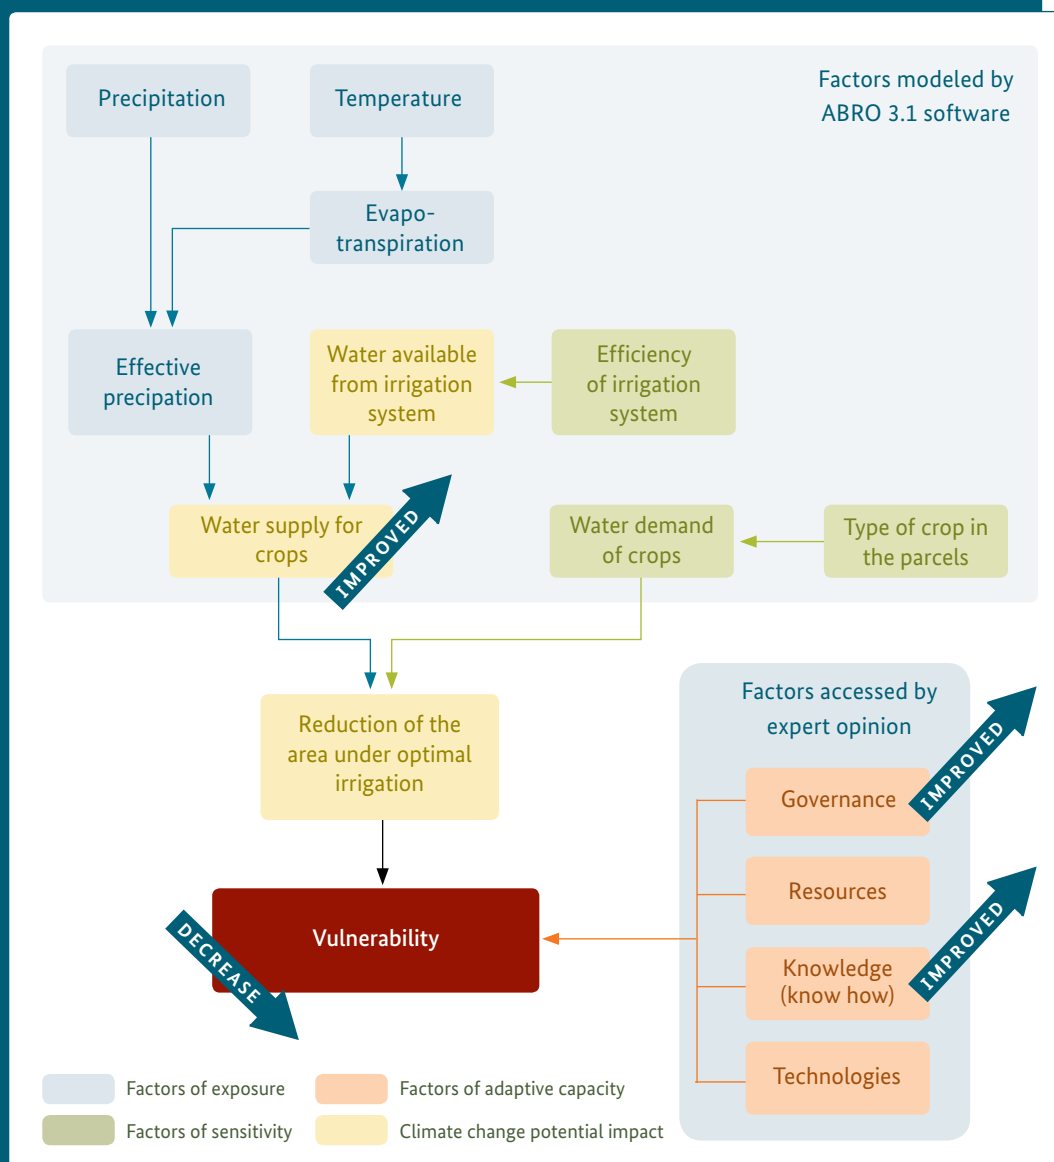 Precipitation
Temperature
Factors modeled by
ABRO 3.1 software
Evapo-
transpiration
Effective
precipation
Water available
from irrigation
system
Efficiency
of irrigation
system
Water supply for
crops
IMPROVED
Water demand
of crops
Type of crop in
the parcels
Reduction of the
area under optimal
irrigation
Factors accessed by
expert opinion
Governance
IMPROVED
Resources
Knowledge
(know how)
IMPROVED
Technologies
Vulnerability
DECREASE
Factors of exposure
Factors of adaptive capacity
Factors of sensitivity
Climate change potential impact